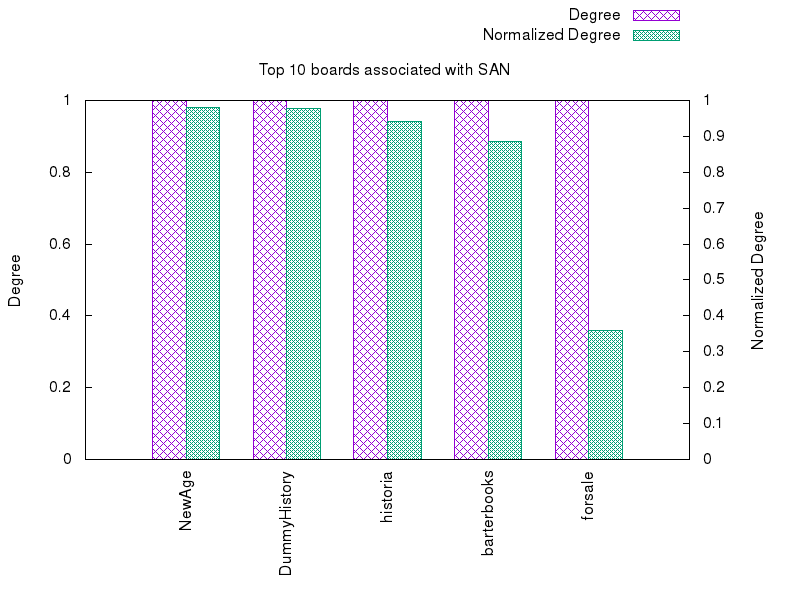 Degree
Normalized Degree
Top 10 boards associated with SAN
1
0.8
0.6
0.4
0.2
0
Degree
1
0.9
0.8
0.7
0.6
0.5
0.4
0.3
0.2
0.1
0
Normalized Degree
NewAge
DummyHistory
historia
barterbooks
forsale